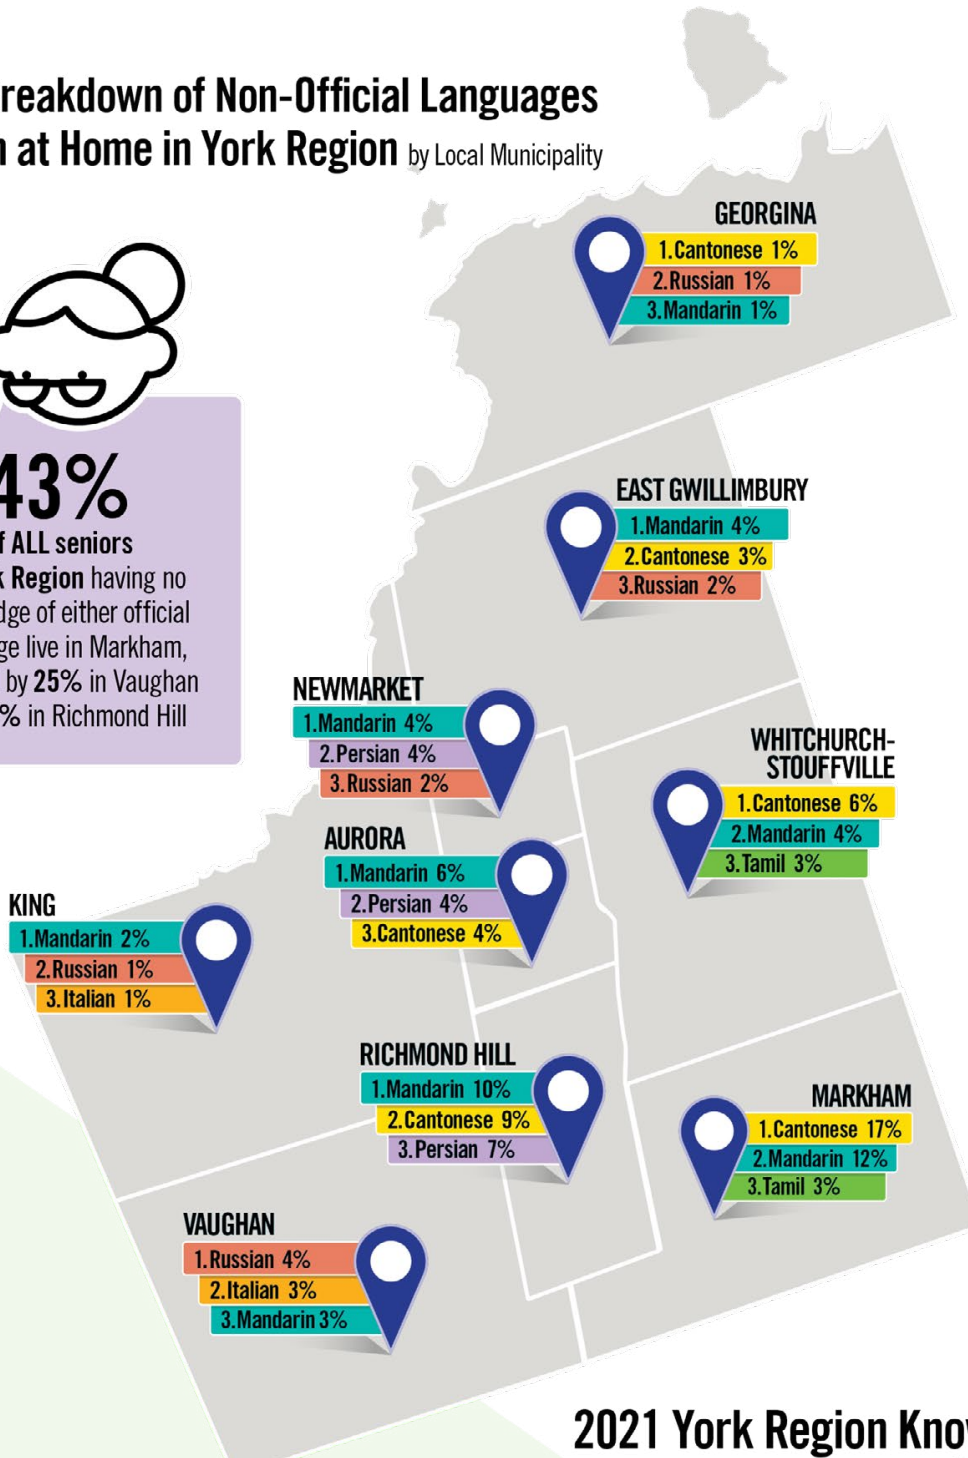 reakdown of Non-Official Languages
at Home in York Region by Local Municipality
GEORGINA
1.Cantonese 1%
2.Russian 1%
3.Mandarin 1%
43%
ALL seniors
Region having no
dge of either official
ge live in Markham,
by 25% in Vaughan
% in Richmond Hill
EAST GWILLIMBURY
1.Mandarin 4%
2.Cantonese 3%
3.Russian 2%
NEWMARKET
1.Mandarin 4%
2.Persian 4%
3.Russian 2%
WHITCHURCH-
STOUFFVILLE
1.Cantonese 6%
2.Mandarin 4%
3.Tamil 3%
AURORA
1.Mandarin 6%
2.Persian 4%
3.Cantonese 4%
KING
1.Mandarin 2%
2.Russian 1%
3.Italian 1%
RICHMOND HILL
1.Mandarin 10%
2.Cantonese 9%
3.Persian 7%
MARKHAM
1.Cantonese 17%
2.Mandarin 12%
3.Tamil 3%
VAUGHAN
1.Russian 4%
2.Italian 3%
3.Mandarin 3%
2021 York Region Kno